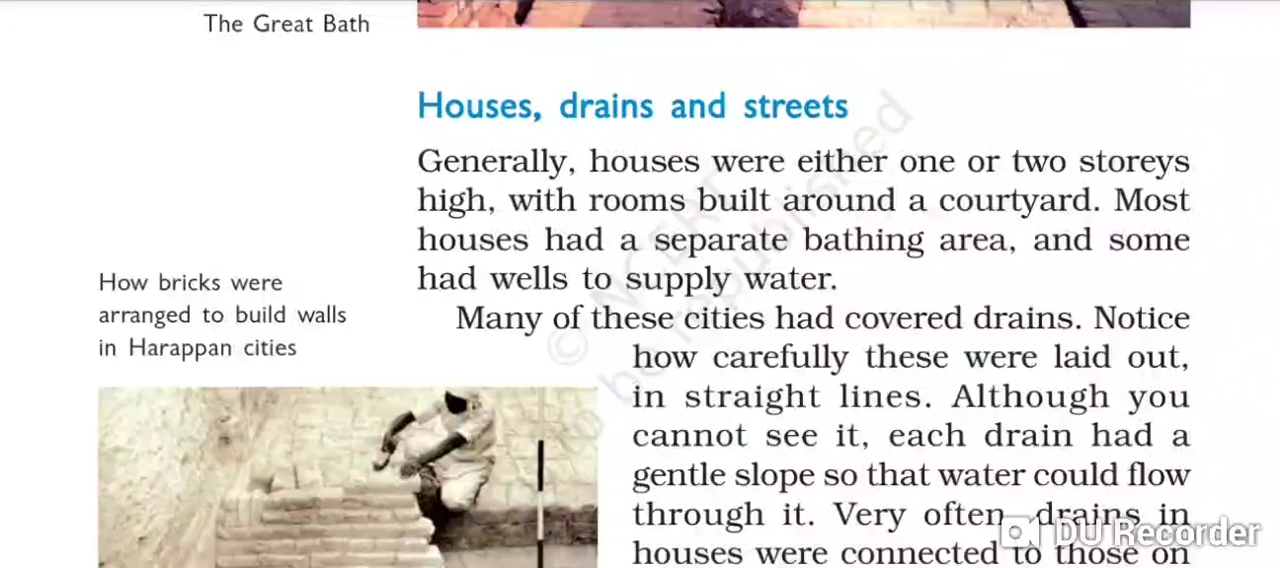 The Great Bath
Houses, drains and streets
Generally, houses were either one or two storeys
high, with rooms built around a courtyard. Most
houses had a separate bathing area, and some
had wells to supply water.
How bricks were
arranged to build walls
in Harappan cities
Many of these cities had covered drains. Notice
how carefully these were laid out,
in straight lines. Although you
cannot see it, each drain had a
gentle slope so that water could flow
through it. Very often, drains in
houses were connected to those on
© NCERT
to be republished
DU Recorder